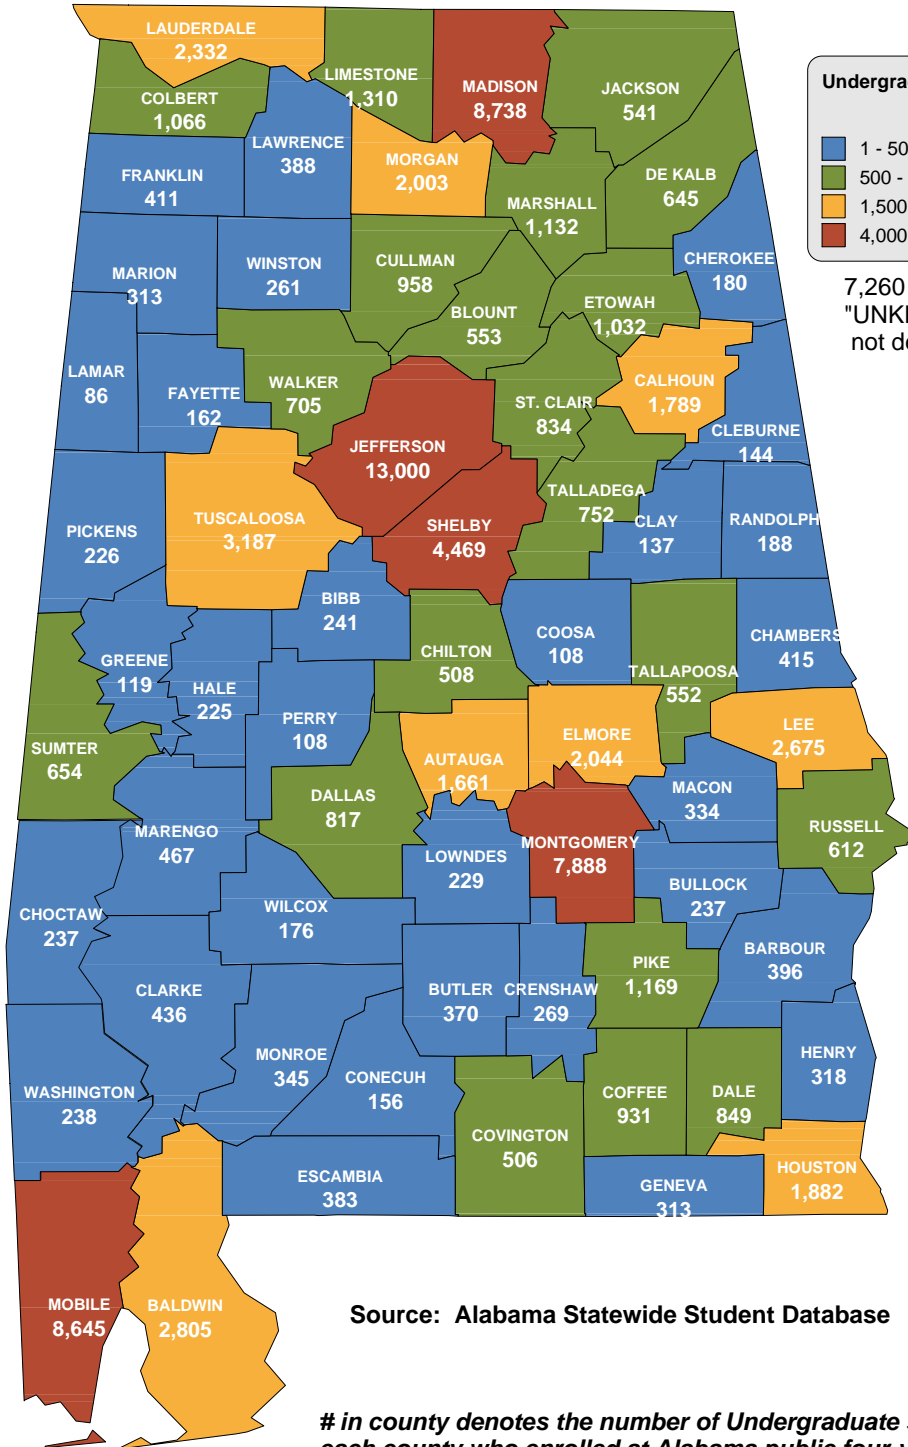 LAUDERDALE
2,332
LIMESTONE
1,310
MADISON
8,738
JACKSON
541
COLBERT
1,066
LAWRENCE
388
MORGAN
2,003
FRANKLIN
411
MARSHALL
1,132
DE KALB
645
CHEROKEE
180
MARION
313
WINSTON
261
CULLMAN
958
BLOUNT
553
ETOWAH
1,032
LAMAR
86
FAYETTE
162
WALKER
705
ST. CLAIR
834
CALHOUN
1,789
CLEBURNE
144
JEFFERSON
13,000
TALLADEGA
752
PICKENS
226
TUSCALOOSA
3,187
SHELBY
4,469
CLAY
137
RANDOLPH
188
BIBB
241
COOSA
108
CHAMBERS
415
GREENE
119
HALE
225
CHILTON
508
TALLAPOOSA
552
PERRY
108
SUMTER
654
AUTAUGA
1,661
ELMORE
2,044
LEE
2,675
DALLAS
817
MACON
334
MARENGO
467
LOWNDES
229
MONTGOMERY
7,888
RUSSELL
612
CHOCTAW
237
WILCOX
176
BULLOCK
237
BARBOUR
396
CLARKE
436
BUTLER
370
CRENSHAW
269
PIKE
1,169
MONROE
345
CONECUH
156
HENRY
318
WASHINGTON
238
COFFEE
931
DALE
849
COVINGTON
506
ESCAMBIA
383
GENEVA
313
HOUSTON
1,882
MOBILE
8,645
BALDWIN
2,805
Undergra
1 - 50
500 -
1,500
4,000
7,260
"UNK
not d
Source: Alabama Statewide Student Database
# in county denotes the number of Undergraduate
each county who enrolled at Alabama public four